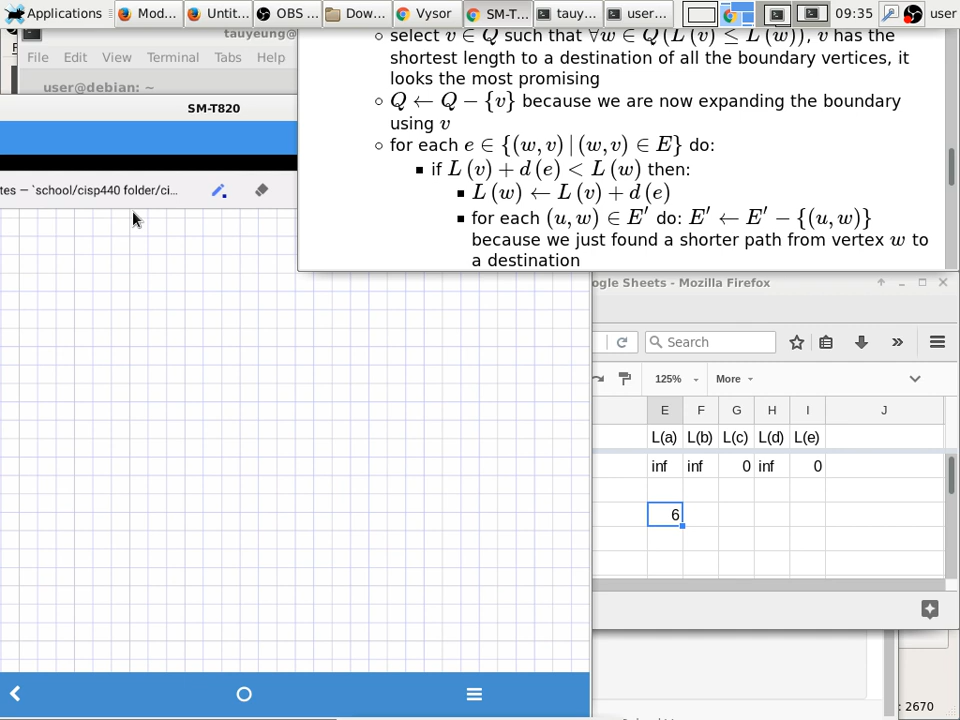 Applications
Mod...
Untit...
OBS ...
Dow...
Vysor
SM-T...
tauy...
user...
09:35
user
tauyeung@
File Edit View Terminal Tabs Help
user@debian: ~
SM-T820
tes – `school/cisp440 folder/ci...
select v ∈ Q such that ∀w ∈ Q(L (v) ≤ L (w)), v has the
shortest length to a destination of all the boundary vertices, it
looks the most promising
Q ← Q − {v} because we are now expanding the boundary
using v
for each e ∈ {(w, v) | (w, v) ∈ E} do:
if L (v) + d (e) < L (w) then:
L (w) ← L (v) + d (e)
for each (u, w) ∈ E′ do: E′ ← E′ − {(u, w)}
because we just found a shorter path from vertex w to
a destination
ogle Sheets - Mozilla Firefox
Search
125% More
E F G H I J
L(a) L(b) L(c) L(d) L(e)
inf inf 0 inf 0
6
: 2670